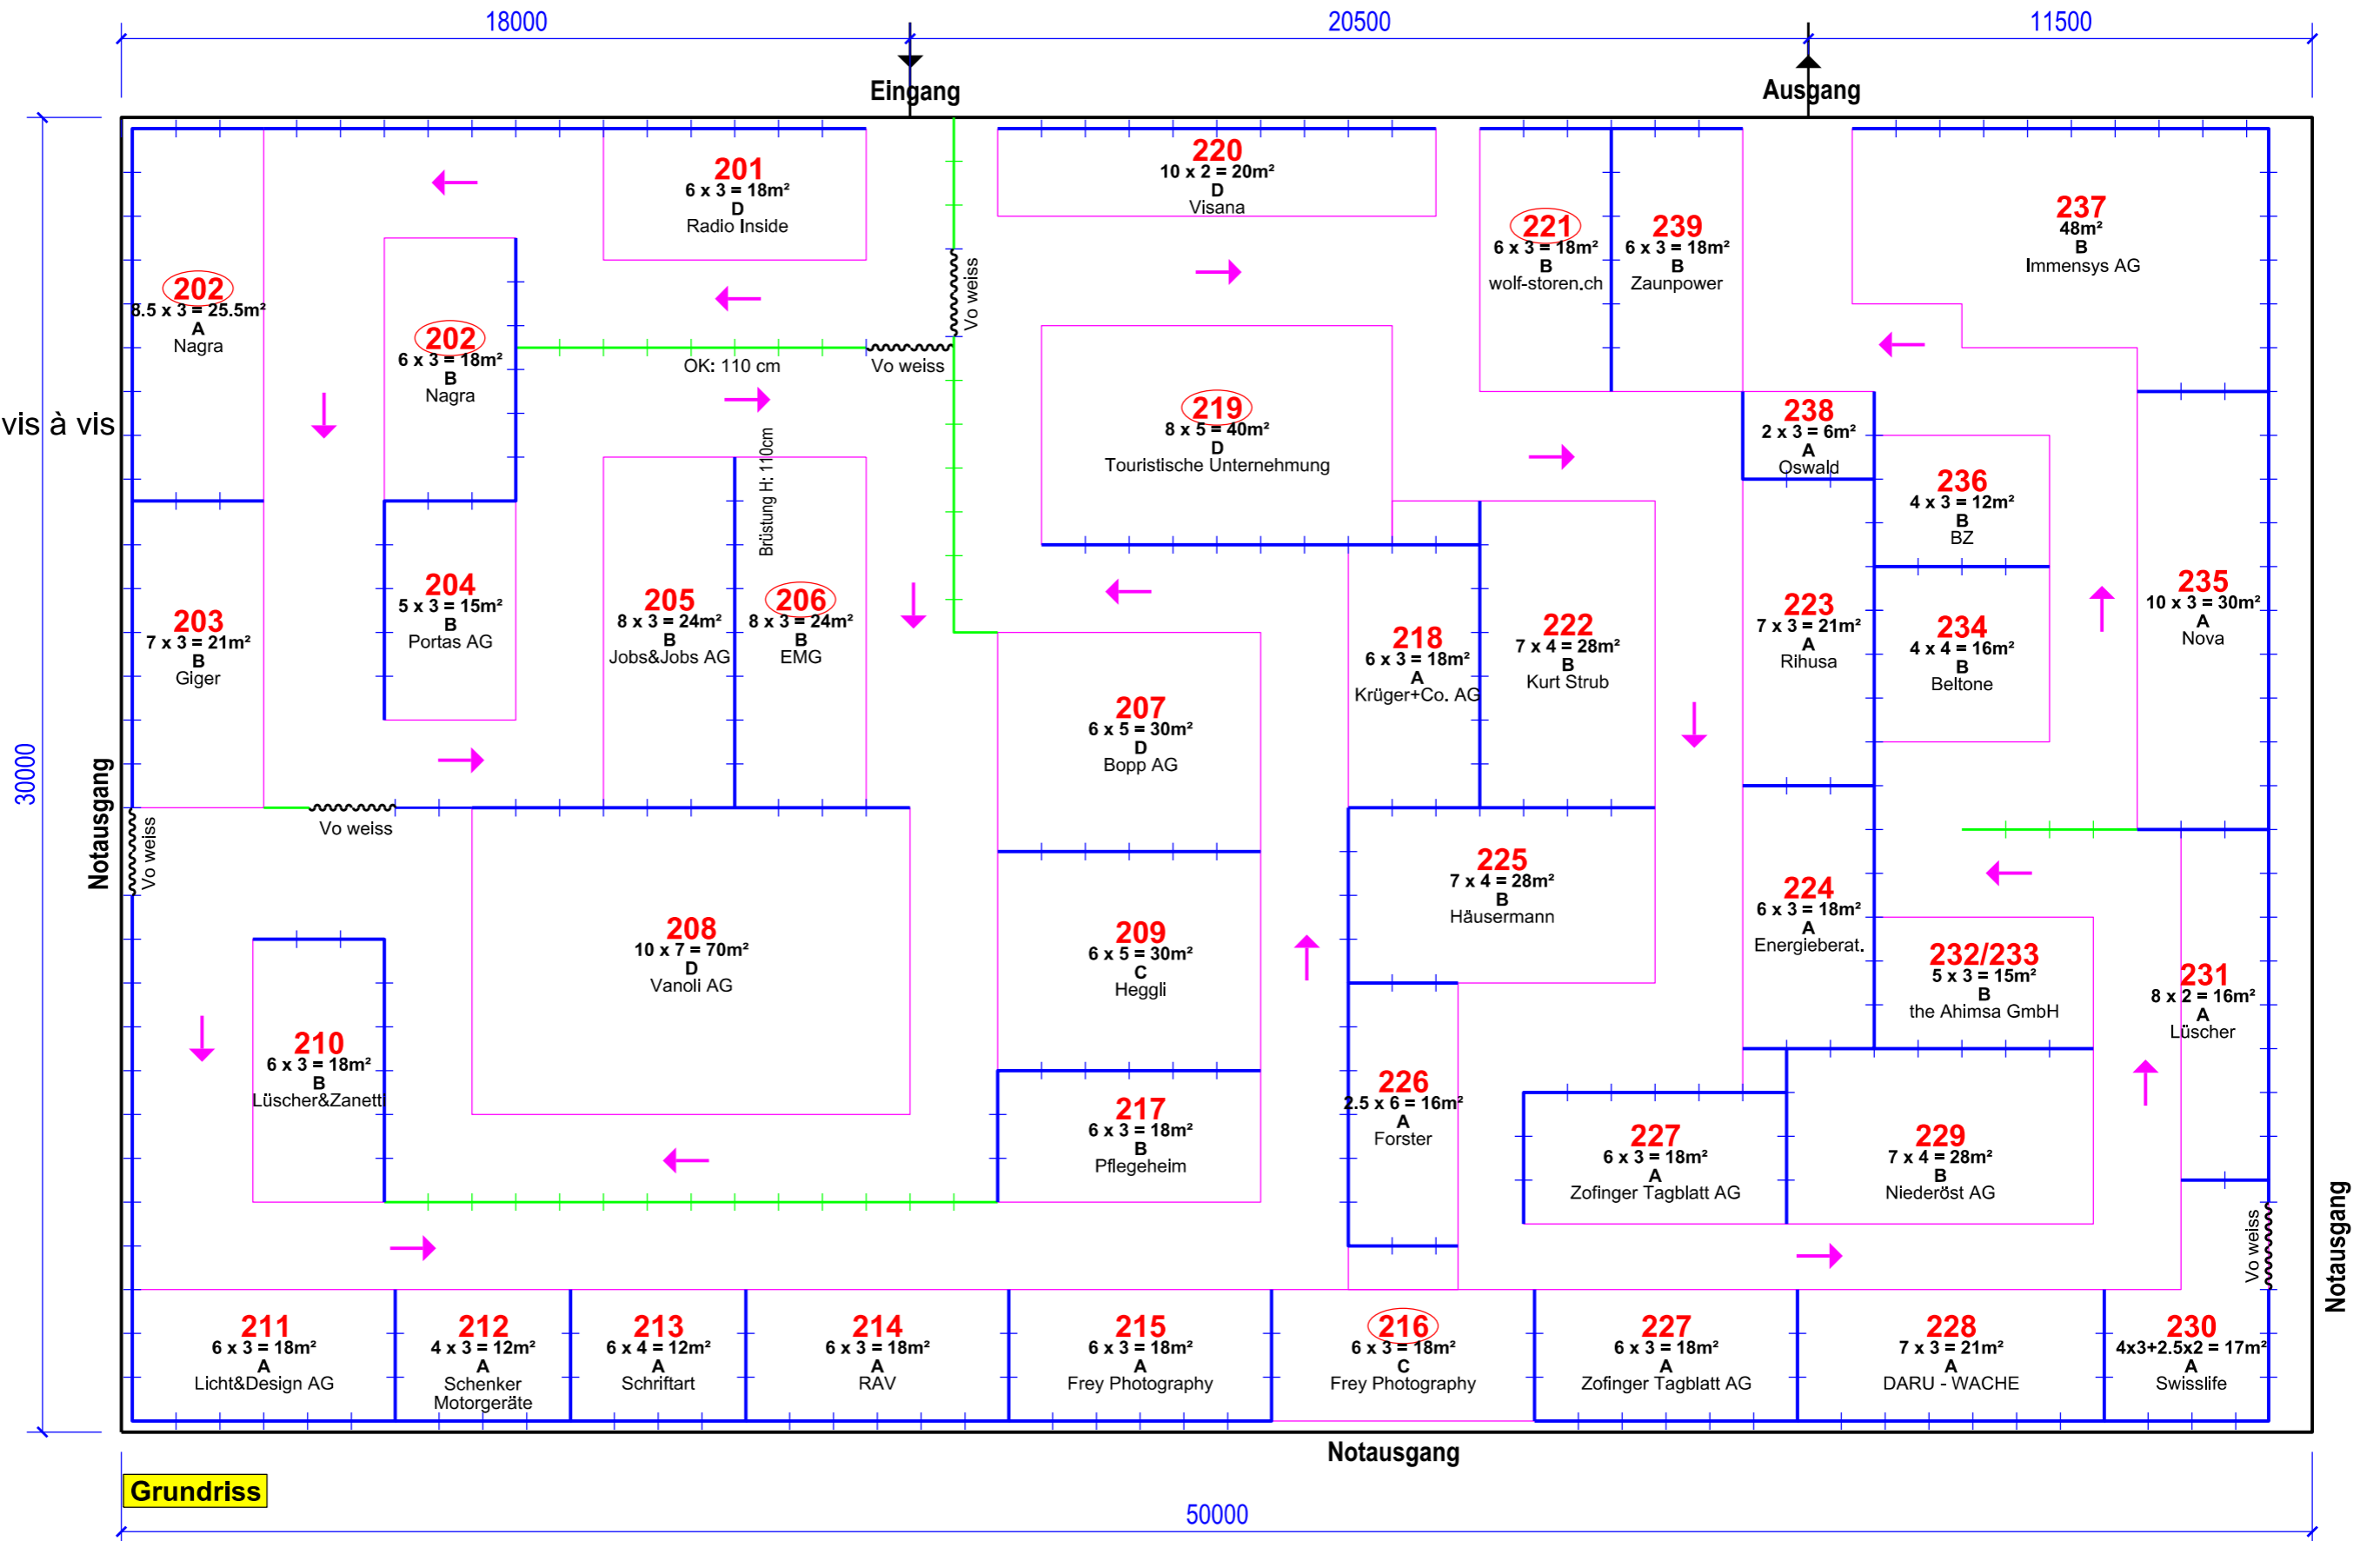 18000
20500
11500
Eingang
Ausgang
201
6 x 3 = 18m²
D
Radio Inside
220
10 x 2 = 20m²
D
Visana
221
6 x 3 = 18m²
B
wolf-storen.ch
239
6 x 3 = 18m²
B
Zaunpower
237
48m²
B
Immensys AG
202
8.5 x 3 = 25.5m²
A
Nagra
202
6 x 3 = 18m²
B
Nagra
Vo weiss
OK: 110 cm
Vo weiss
vis à vis
219
8 x 5 = 40m²
D
Touristische Unternehmung
238
2 x 3 = 6m²
A
Oswald
236
4 x 3 = 12m²
B
BZ
Brüstung H: 110cm
203
7 x 3 = 21m²
B
Giger
204
5 x 3 = 15m²
B
Portas AG
205
8 x 3 = 24m²
B
Jobs&Jobs AG
206
8 x 3 = 24m²
B
EMG
218
6 x 3 = 18m²
A
Krüger+Co. AG
222
7 x 4 = 28m²
B
Kurt Strub
223
7 x 3 = 21m²
A
Rihusa
234
4 x 4 = 16m²
B
Beltone
235
10 x 3 = 30m²
A
Nova
207
6 x 5 = 30m²
D
Bopp AG
30000
Notausgang
Vo weiss
Vo weiss
208
10 x 7 = 70m²
D
Vanoli AG
209
6 x 5 = 30m²
C
Heggli
225
7 x 4 = 28m²
B
Häusermann
224
6 x 3 = 18m²
A
Energieberat.
232/233
5 x 3 = 15m²
B
the Ahimsa GmbH
231
8 x 2 = 16m²
A
Lüscher
210
6 x 3 = 18m²
B
Lüscher&Zanetti
217
6 x 3 = 18m²
B
Pflegeheim
226
2.5 x 6 = 16m²
A
Forster
227
6 x 3 = 18m²
A
Zofinger Tagblatt AG
229
7 x 4 = 28m²
B
Niederöst AG
Vo weiss
Notausgang
211
6 x 3 = 18m²
A
Licht&Design AG
212
4 x 3 = 12m²
A
Schenker
Motorgeräte
213
6 x 4 = 12m²
A
Schriftart
214
6 x 3 = 18m²
A
RAV
215
6 x 3 = 18m²
A
Frey Photography
216
6 x 3 = 18m²
C
Frey Photography
227
6 x 3 = 18m²
A
Zofinger Tagblatt AG
228
7 x 3 = 21m²
A
DARU - WACHE
230
4x3+2.5x2 = 17m²
A
Swisslife
Notausgang
Grundriss
50000